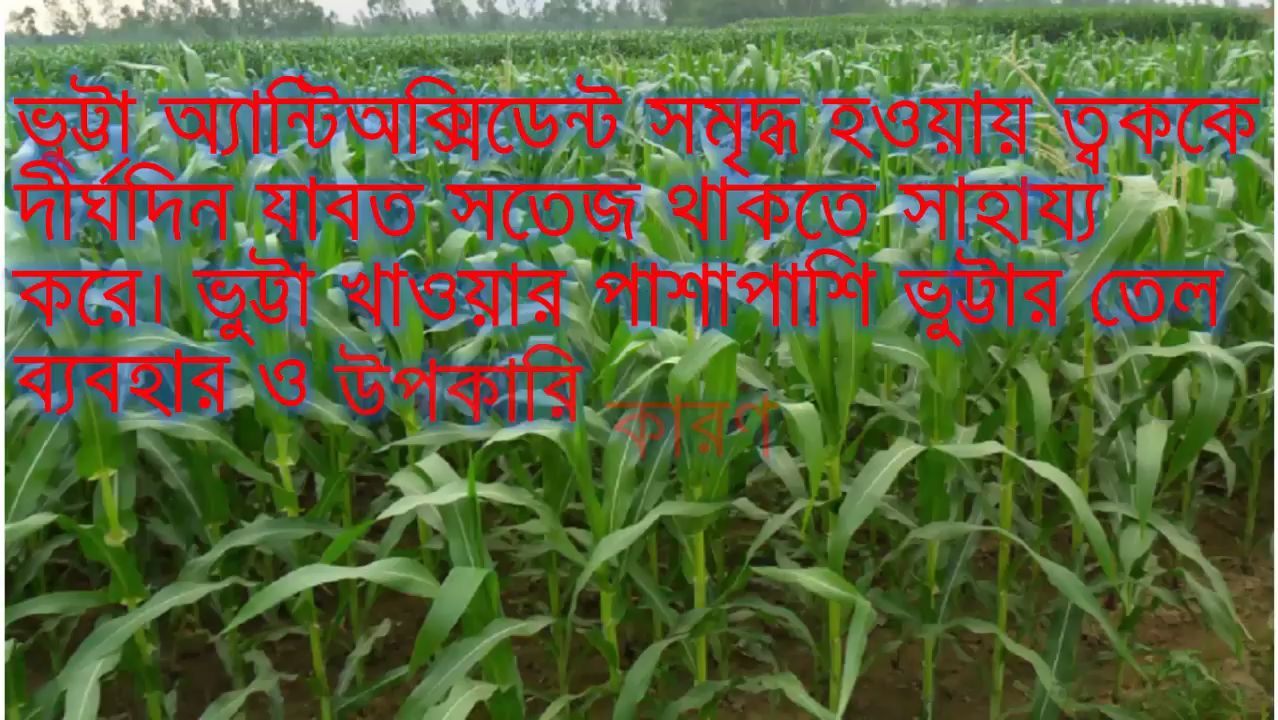 ভুট্টা অ্যান্টিঅক্সিডেন্ট সমৃদ্ধ হওয়ায় ত্বককে
দীর্ঘদিন যাবত সতেজ থাকতে সাহায্য
করে। ভুট্টা খাওয়ার পাশাপাশি ভুট্টার তেল
ব্যবহার ও উপকারি কারণ